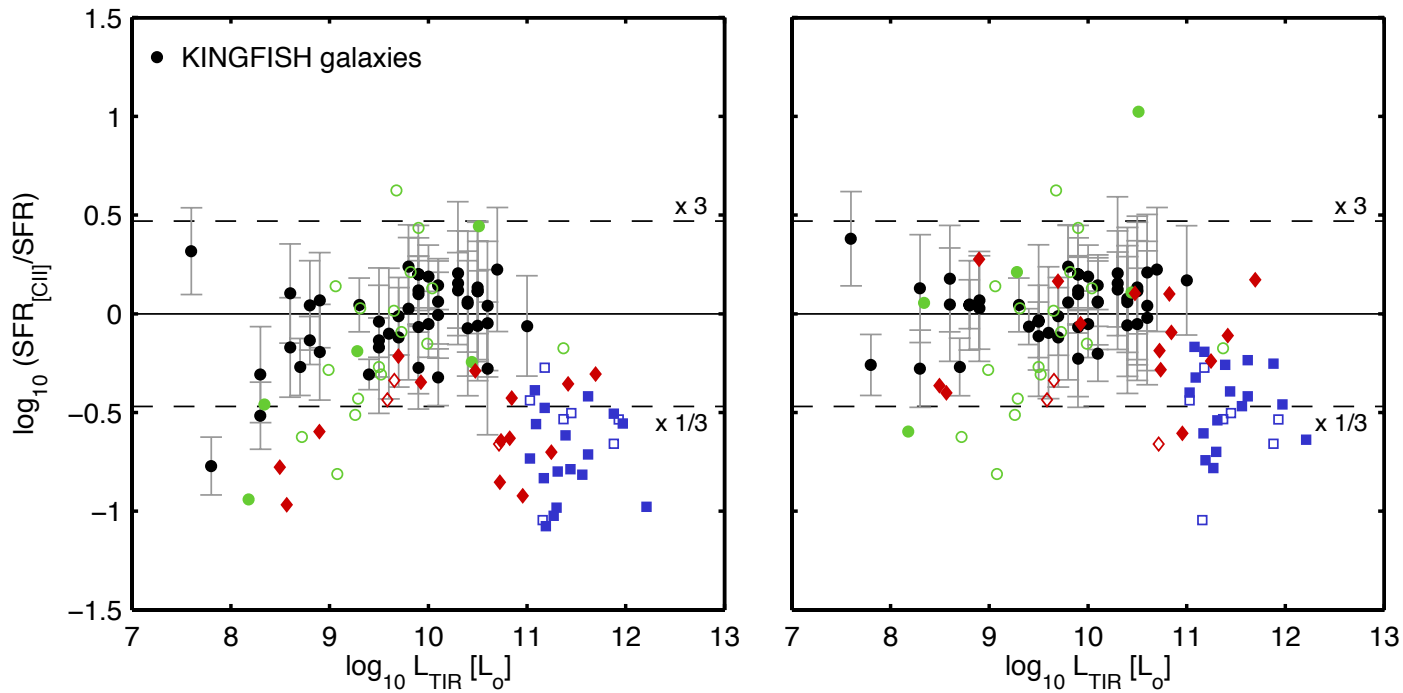 1.5
1
0.5
0
−0.5
−1
−1.5
log10 (SFR[CII]/SFR)
KINGFISH galaxies
x 3
x 1/3
7 8 9 10 11 12 13
log10 LTIR [Lo]
x 3
x 1/3
7 8 9 10 11 12 13
log10 LTIR [Lo]